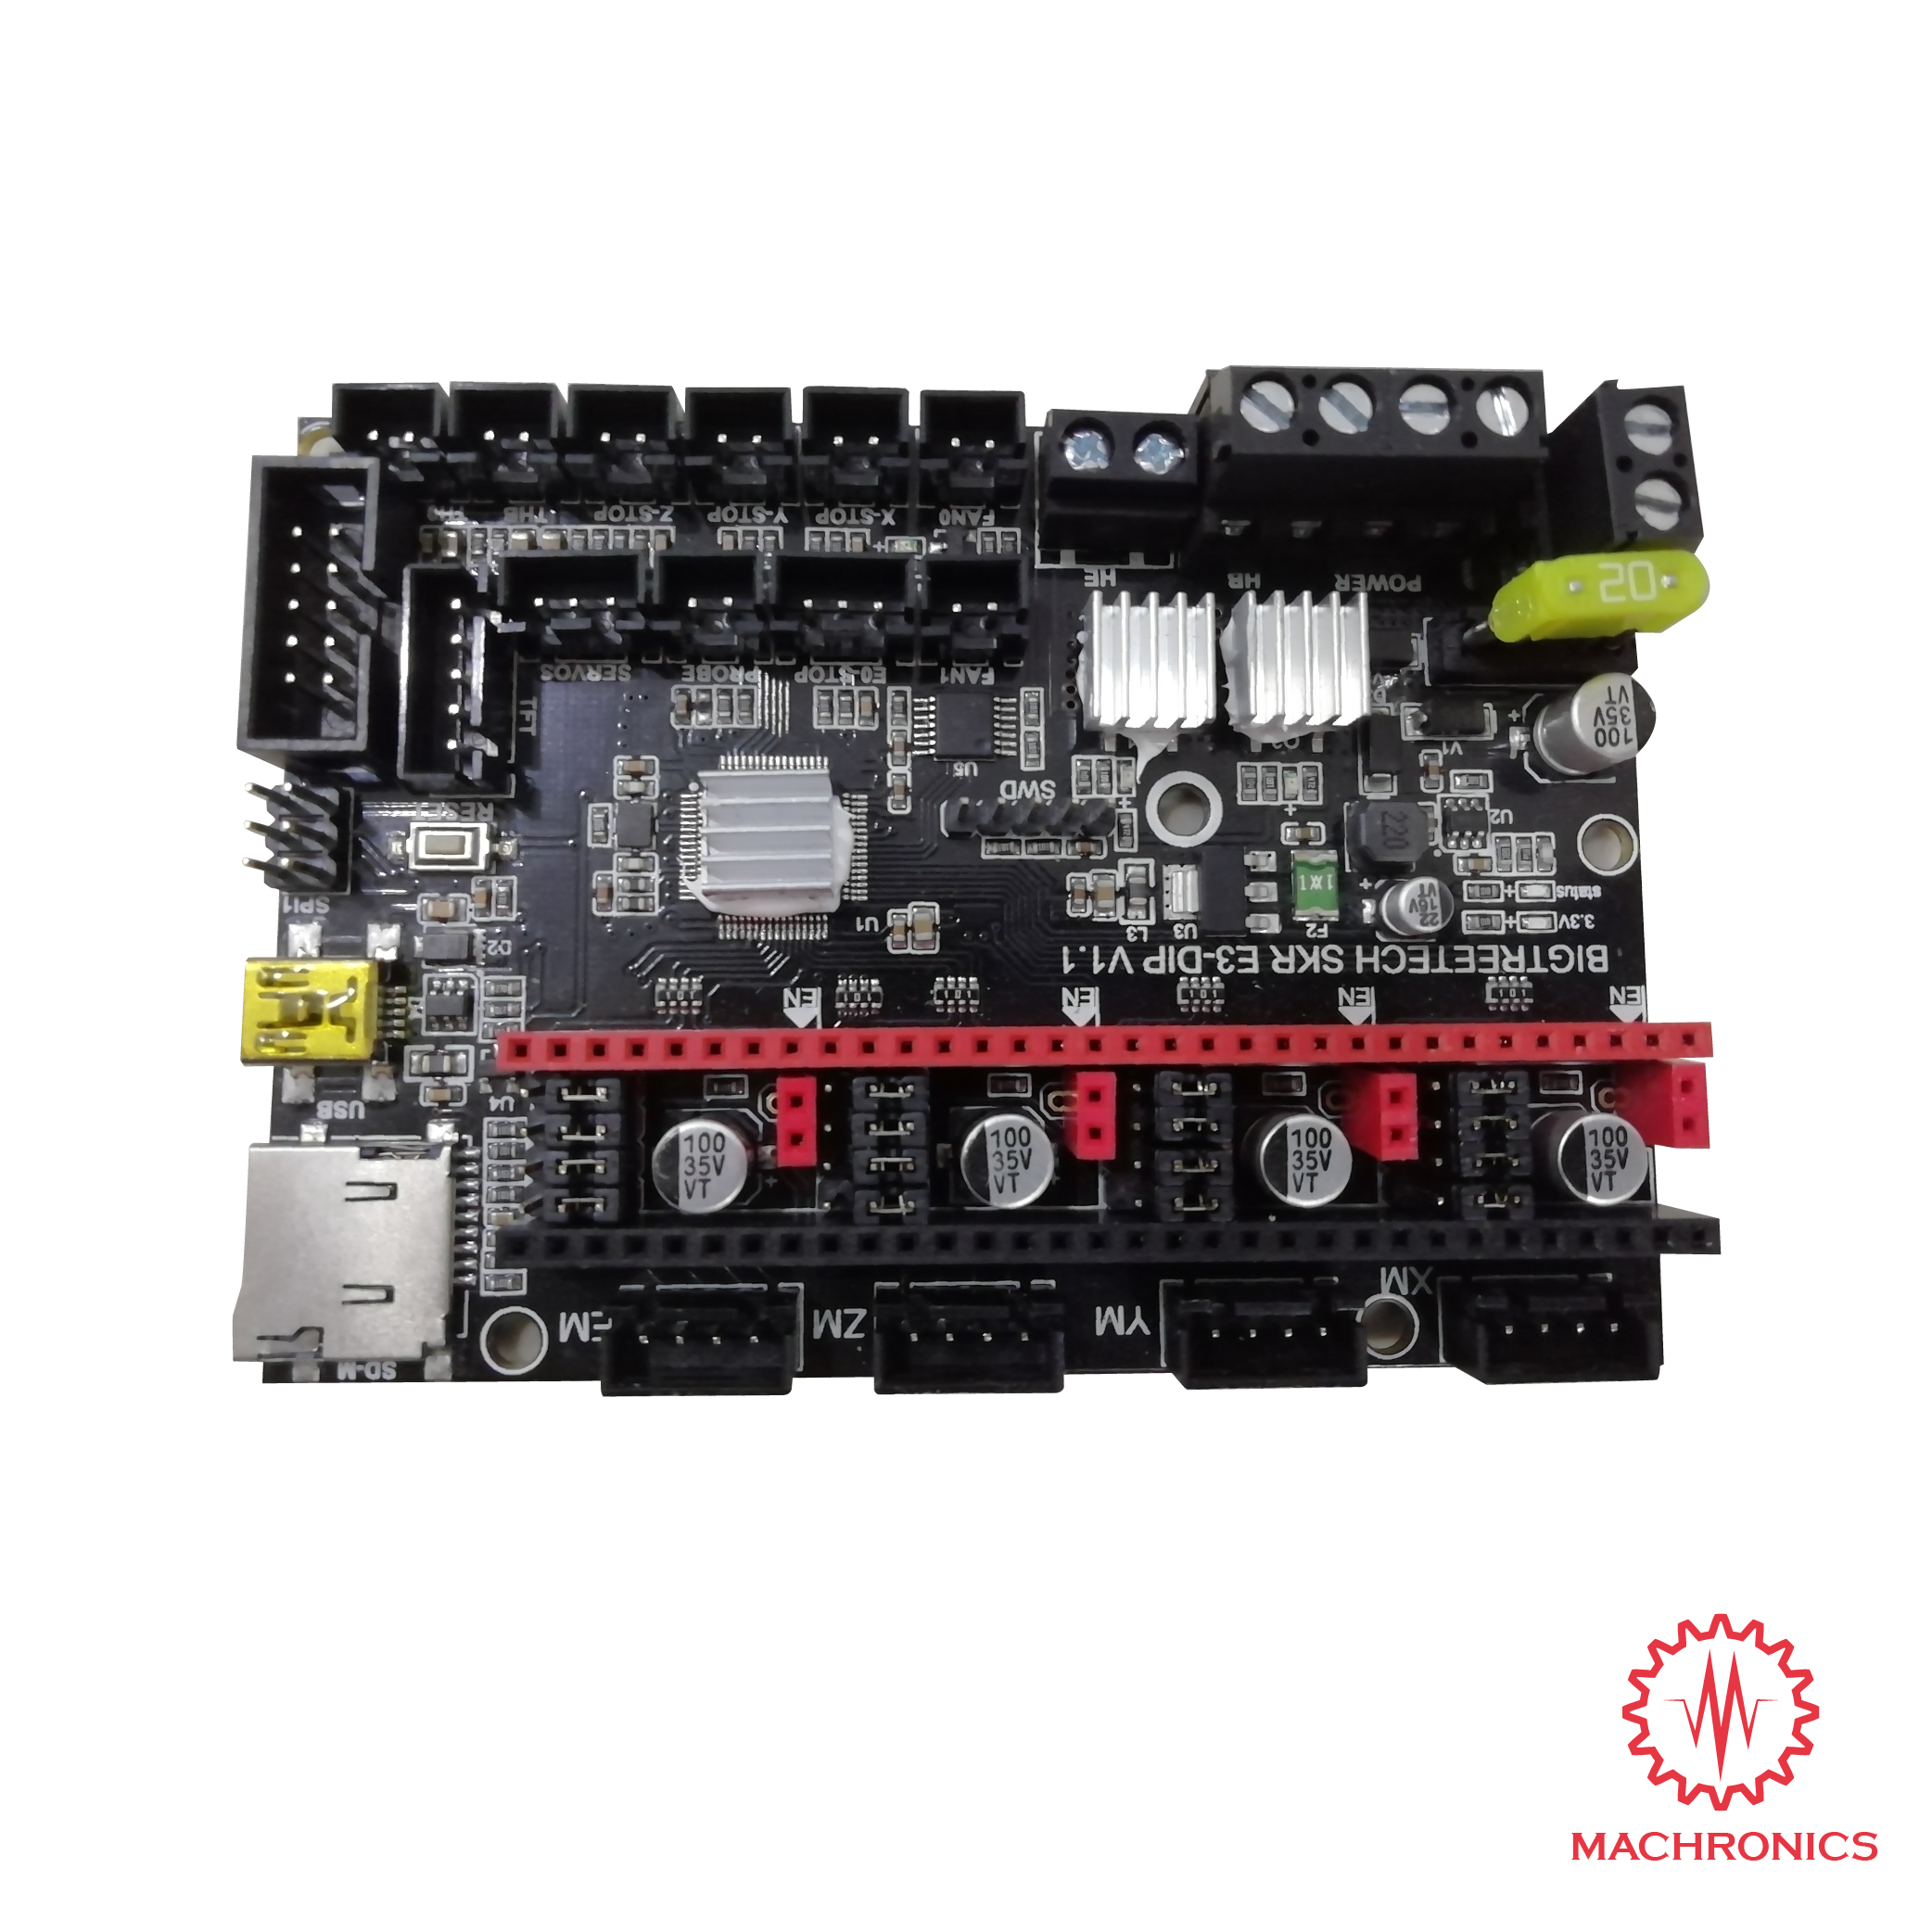 TH0 THB Z-STOP Y-STOP X-STOP FAN0
HE HB POWER
20
SERVOS PROBE E0-STOP FAN1
TFT
100
35V
VT
V1
U5
SWD
RESET
220
U2
SPI1
U1
L3 U3
F2
22
16V
VT
status
3.3V
D2
BIGTREETECH SKR E3-DIP V1.1
EN EN EN EN
USB
U4
100
35V
VT
100
35V
VT
100
35V
VT
100
35V
VT
EM ZM YM XM
SD-M
MACHRONICS